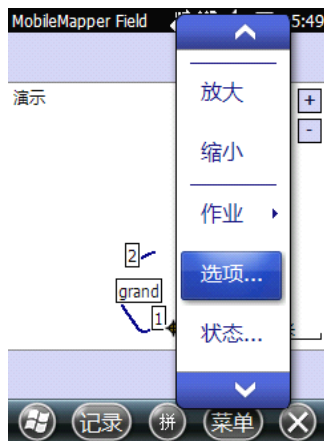 MobileMapper Field
5:49
演示
+
-
放大
缩小
作业
选项...
状态...
2
grand
1
记录
拼
菜单